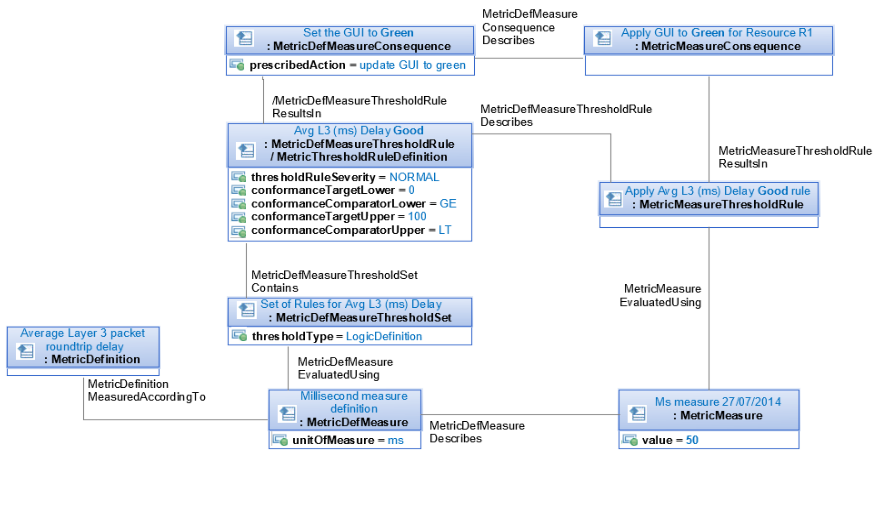 Set the GUI to Green
: MetricDefMeasureConsequence
prescribedAction = update GUI to green
MetricDefMeasure
Consequence
Describes
Apply GUI to Green for Resource R1
: MetricMeasureConsequence
/MetricDefMeasureThresholdRule
ResultsIn
Avg L3 (ms) Delay Good
: MetricDefMeasureThresholdRule
/ MetricThresholdRuleDefinition
thresholdRuleSeverity = NORMAL
conformanceTargetLower = 0
conformanceComparatorLower = GE
conformanceTargetUpper = 100
conformanceComparatorUpper = LT
MetricDefMeasureThresholdRule
Describes
MetricMeasureThresholdRule
ResultsIn
Apply Avg L3 (ms) Delay Good rule
: MetricMeasureThresholdRule
MetricDefMeasureThresholdSet
Contains
MetricMeasure
EvaluatedUsing
Set of Rules for Avg L3 (ms) Delay
: MetricDefMeasureThresholdSet
thresholdType = LogicDefinition
Average Layer 3 packet
roundtrip delay
: MetricDefinition
MetricDefMeasure
EvaluatedUsing
MetricDefinition
MeasuredAccordingTo
Millisecond measure
definition
: MetricDefMeasure
unitOfMeasure = ms
MetricDefMeasure
Describes
Ms measure 27/07/2014
: MetricMeasure
value = 50